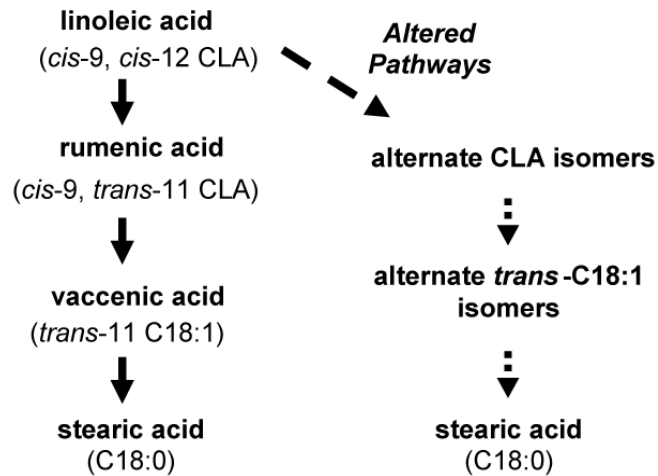 linoleic acid
(cis-9, cis-12 CLA)
rumenic acid
(cis-9, trans-11 CLA)
vaccenic acid
(trans-11 C18:1)
stearic acid
(C18:0)
Altered
Pathways
alternate CLA isomers
alternate trans-C18:1
isomers
stearic acid
(C18:0)